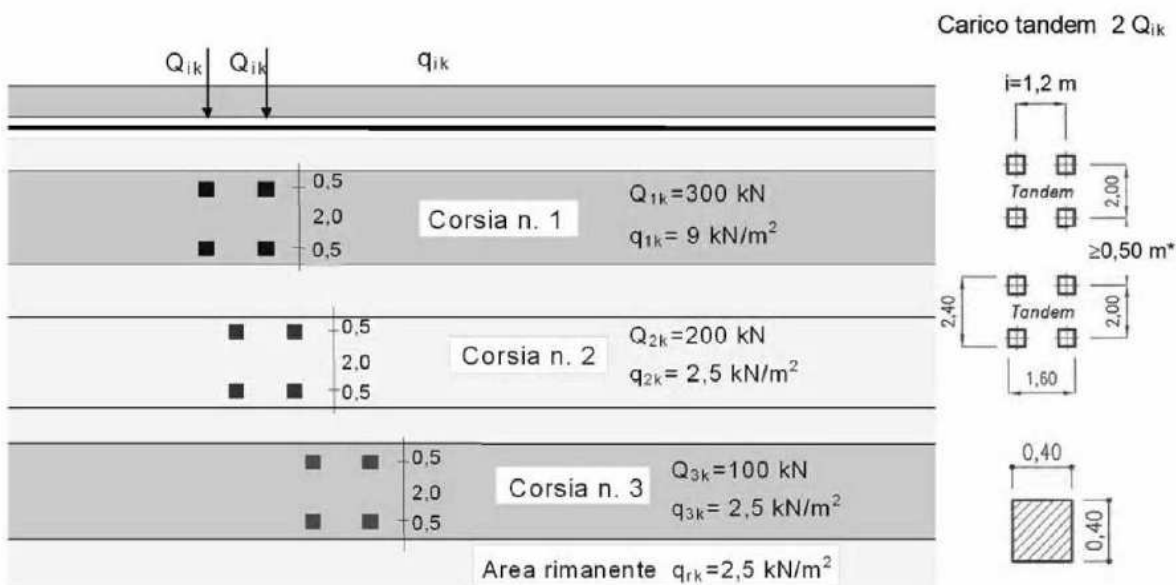 Carico tandem 2 Qik
Qik Qik qik
i=1,2 m
0,5
2,0
0,5
Corsia n. 1
Q1k=300 kN
q1k= 9 kN/m²
Tandem
2,00
≥0,50 m*
0,5
2,0
0,5
Corsia n. 2
Q2k=200 kN
q2k= 2,5 kN/m²
2,40
Tandem
2,00
1,60
0,5
2,0
0,5
Corsia n. 3
Q3k=100 kN
q3k= 2,5 kN/m²
0,40
0,40
Area rimanente qrk=2,5 kN/m²